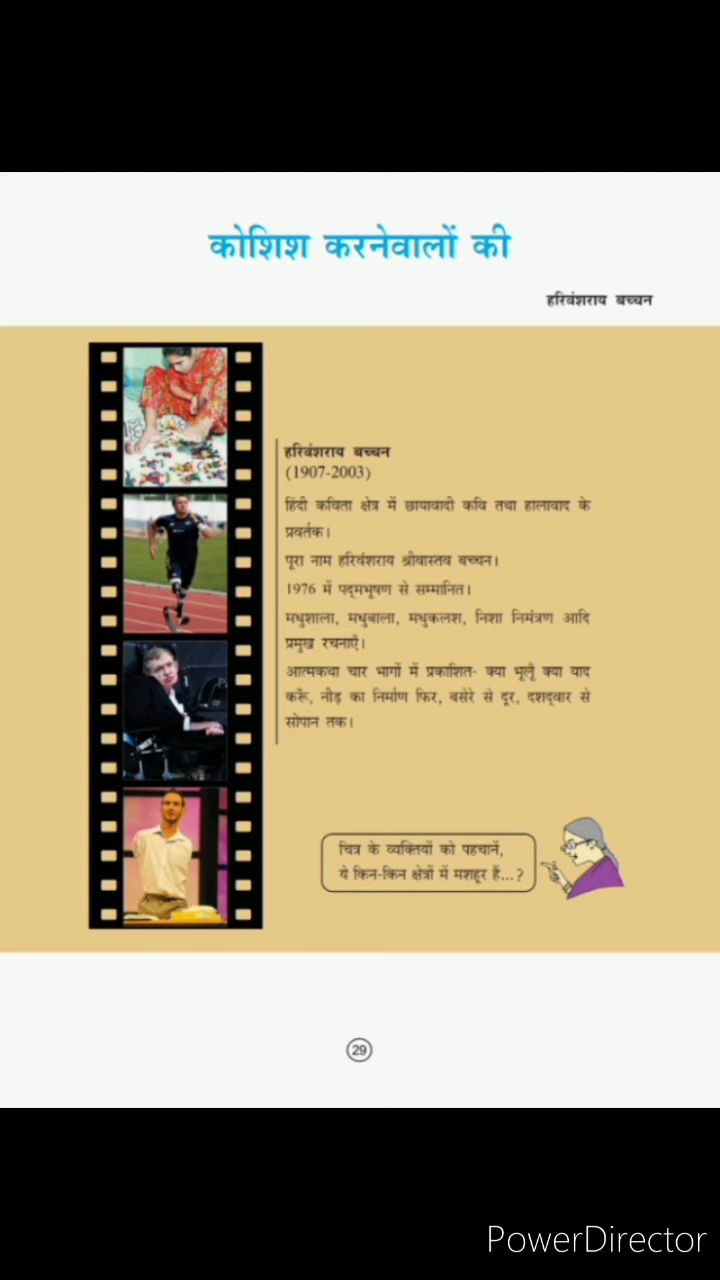 कोशिश करनेवालों की
हरिवंशराय बच्चन
हरिवंशराय बच्चन
(1907-2003)
हिंदी कविता क्षेत्र में छायावादी कवि तथा हालावाद के
प्रवर्तक।
पूरा नाम हरिवंशराय श्रीवास्तव बच्चन।
1976 में पद्‌मभूषण से सम्मानित।
मधुशाला, मधुबाला, मधुकलश, निशा निमंत्रण आदि
प्रमुख रचनाएँ।
आत्मकथा चार भागों में प्रकाशित- क्या भूलूँ क्या याद
करूँ, नीड़ का निर्माण फिर, बसेरे से दूर, दशद्‌वार से
सोपान तक।
चित्र के व्यक्तियों को पहचानें,
ये किन-किन क्षेत्रों में मशहूर हैं...?
29
PowerDirector